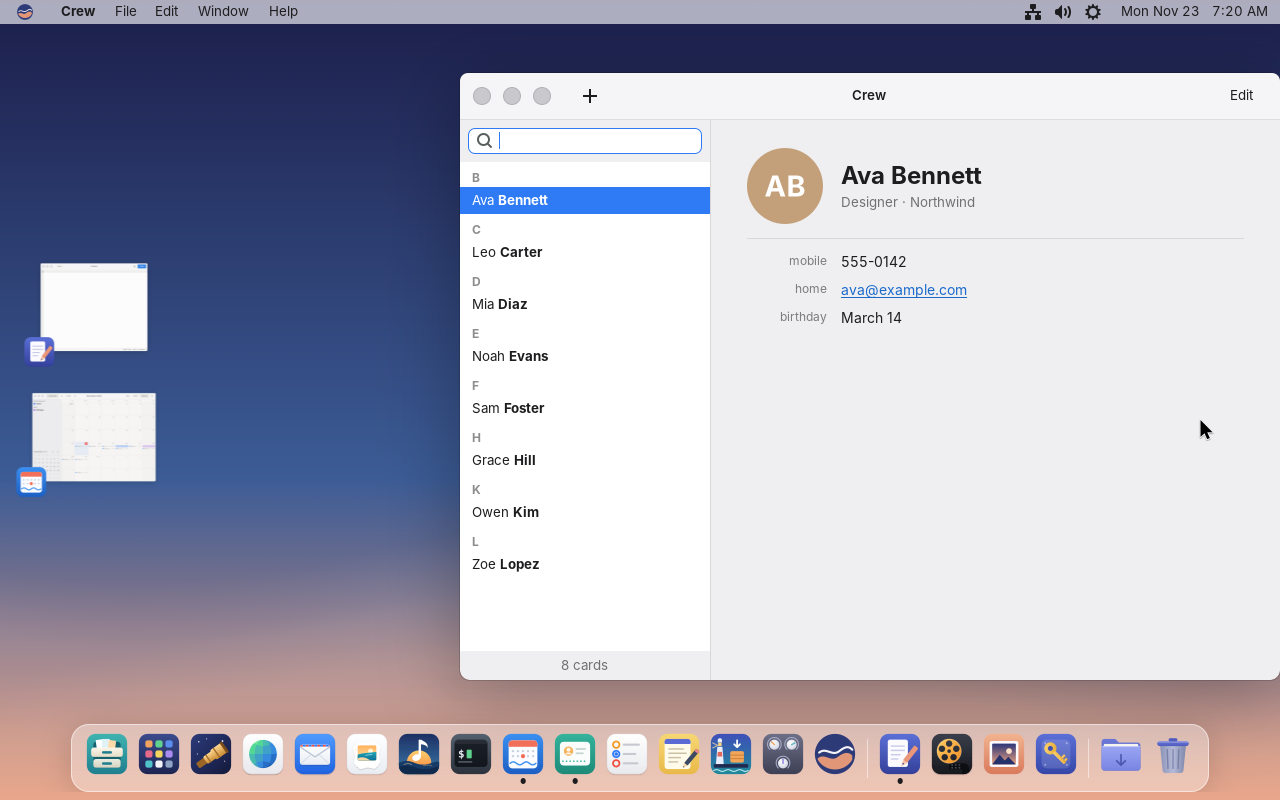 Crew File Edit Window Help Mon Nov 23 7:20 AM
Crew Edit
B
Ava Bennett
C
Leo Carter
D
Mia Diaz
E
Noah Evans
F
Sam Foster
H
Grace Hill
K
Owen Kim
L
Zoe Lopez
8 cards
AB
Ava Bennett
Designer · Northwind
mobile 555-0142
home ava@example.com
birthday March 14
$